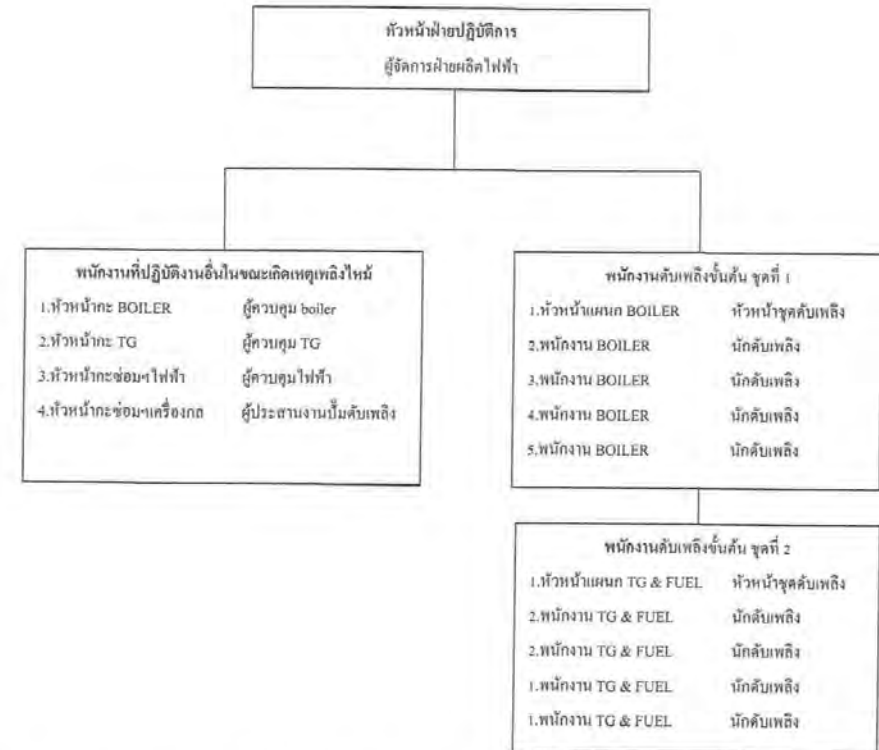 หัวหน้าฝ่ายปฏิบัติการ
ผู้จัดการฝ่ายผลิตไฟฟ้า
พนักงานที่ปฏิบัติงานอื่นในขณะเกิดเหตุเพลิงไหม้
1.หัวหน้ากะ BOILER ผู้ควบคุม boiler
2.หัวหน้ากะ TG ผู้ควบคุม TG
3.หัวหน้ากะซ่อมฯไฟฟ้า ผู้ควบคุมไฟฟ้า
4.หัวหน้ากะซ่อมฯเครื่องกล ผู้ประสานงานปั๊มดับเพลิง
พนักงานดับเพลิงขั้นต้น ชุดที่ 1
1.หัวหน้าแผนก BOILER หัวหน้าชุดดับเพลิง
2.พนักงาน BOILER นักดับเพลิง
3.พนักงาน BOILER นักดับเพลิง
4.พนักงาน BOILER นักดับเพลิง
5.พนักงาน BOILER นักดับเพลิง
พนักงานดับเพลิงขั้นต้น ชุดที่ 2
1.หัวหน้าแผนก TG & FUEL หัวหน้าชุดดับเพลิง
2.พนักงาน TG & FUEL นักดับเพลิง
2.พนักงาน TG & FUEL นักดับเพลิง
1.พนักงาน TG & FUEL นักดับเพลิง
1.พนักงาน TG & FUEL นักดับเพลิง